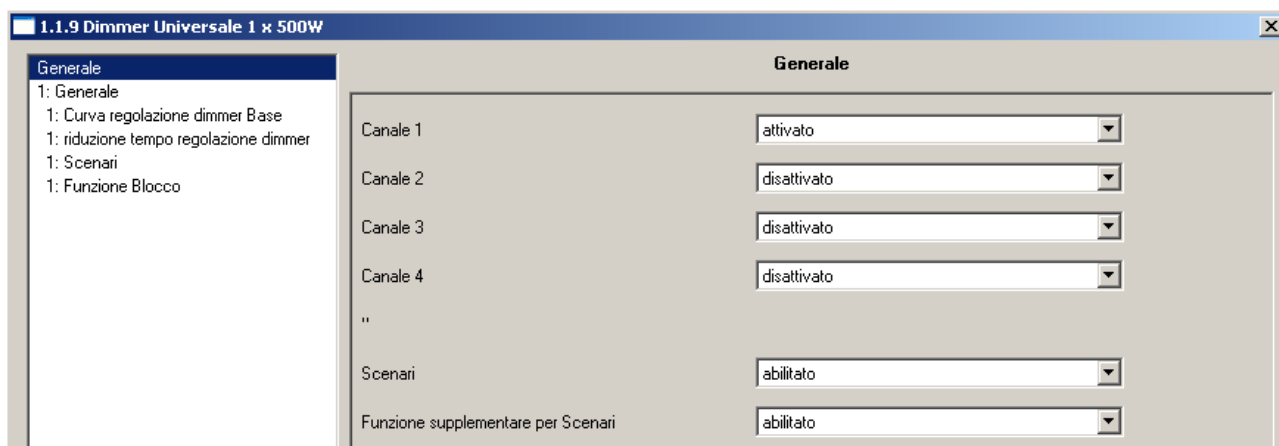 1.1.9 Dimmer Universale 1 x 500W
Generale
1: Generale
1: Curva regolazione dimmer Base
1: riduzione tempo regolazione dimmer
1: Scenari
1: Funzione Blocco
Generale
Canale 1 attivato
Canale 2 disattivato
Canale 3 disattivato
Canale 4 disattivato
"
Scenari abilitato
Funzione supplementare per Scenari abilitato